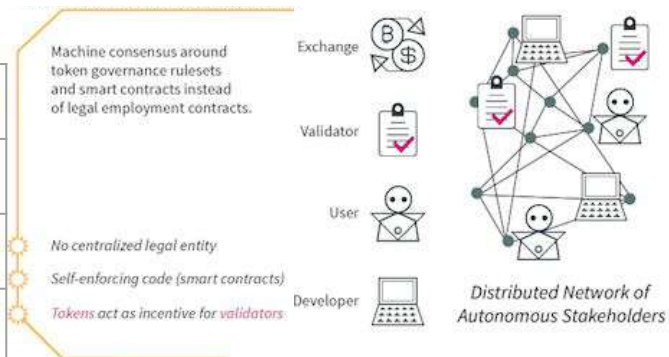 Machine consensus around
token governance rulesets
and smart contracts instead
of legal employment contracts.
No centralized legal entity
Self-enforcing code (smart contracts)
Tokens act as incentive for validators
Exchange
B
$
Validator
User
Developer
Distributed Network of
Autonomous Stakeholders